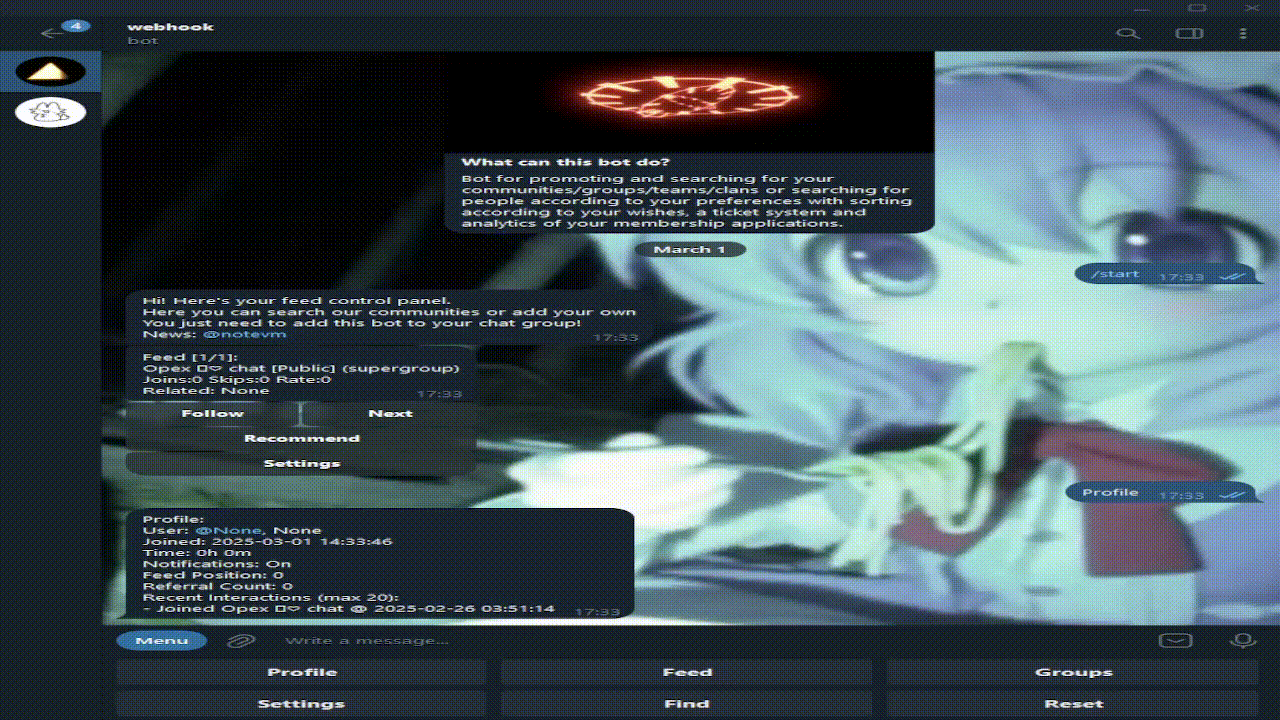 4
webhook
bot
What can this bot do?
Bot for promoting and searching for your
communities/groups/teams/clans or searching for
people according to your preferences with sorting
according to your wishes, a ticket system and
analytics of your membership applications.
March 1
/start 17:33
Hi! Here's your feed control panel.
Here you can search our communities or add your own
You just need to add this bot to your chat group!
News: @notevm 17:33
Feed [1/1]:
Opex □♡ chat [Public] (supergroup)
Joins:0 Skips:0 Rate:0
Related: None 17:33
Follow Next
Recommend
Settings
Profile 17:33
Profile:
User: @None, None
Joined: 2025-03-01 14:33:46
Time: 0h 0m
Notifications: On
Feed Position: 0
Referral Count: 0
Recent Interactions (max 20):
- Joined Opex □♡ chat @ 2025-02-26 03:51:14 17:33
Menu Write a message...
Profile Feed Groups
Settings Find Reset